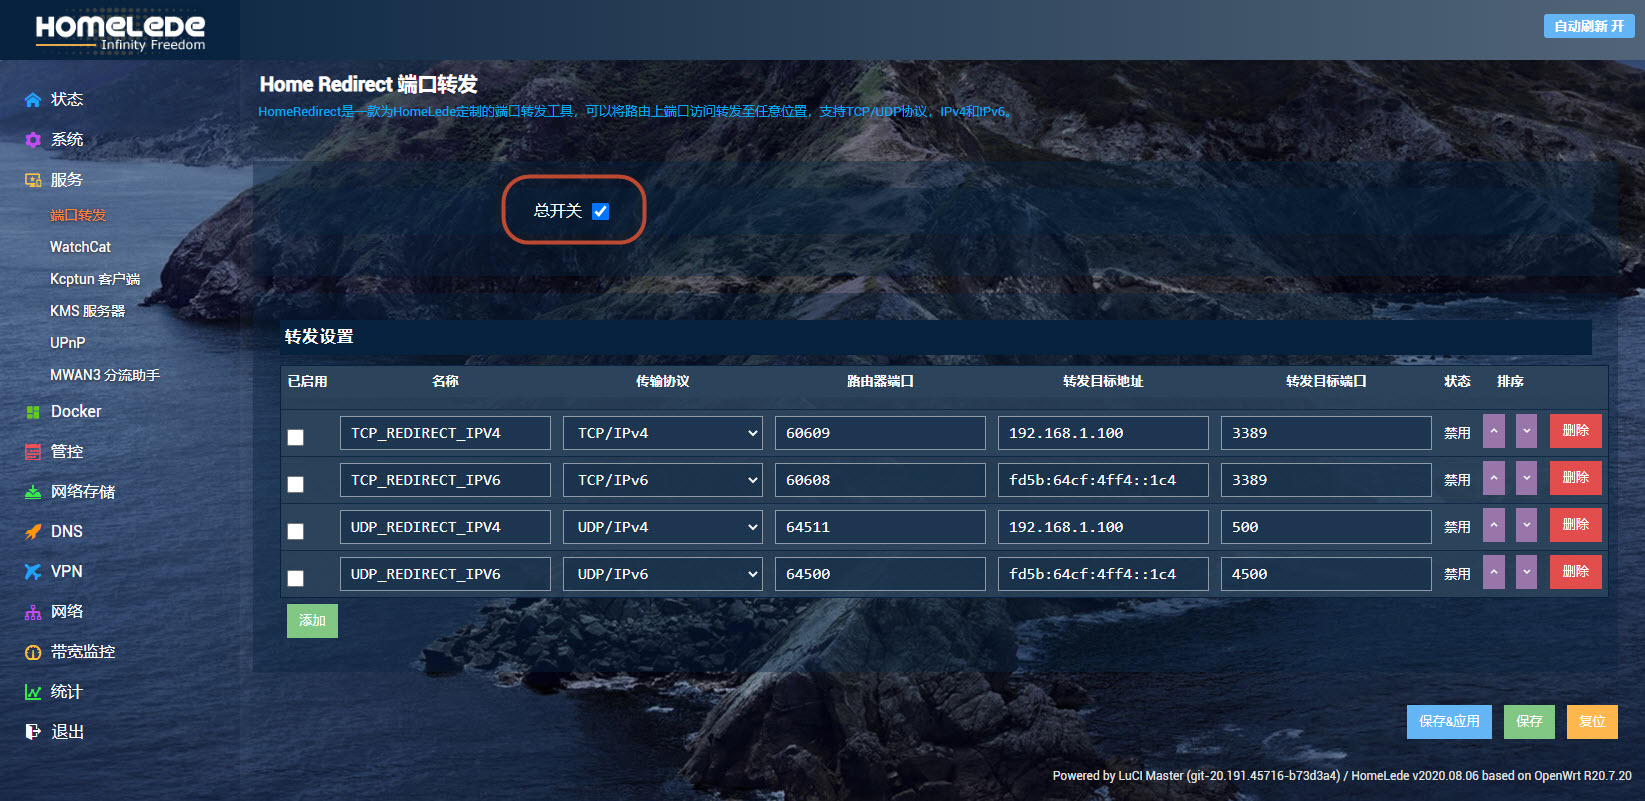 HOMELEDE
Infinity Freedom
自动刷新 开
状态
系统
服务
端口转发
WatchCat
Kcptun 客户端
KMS 服务器
UPnP
MWAN3 分流助手
Docker
管控
网络存储
DNS
VPN
网络
带宽监控
统计
退出
Home Redirect 端口转发
HomeRedirect是一款为HomeLede定制的端口转发工具，可以将路由上端口访问转发至任意位置，支持TCP/UDP协议，IPv4和IPv6。
总开关
转发设置
已启用 名称 传输协议 路由器端口 转发目标地址 转发目标端口 状态 排序
TCP_REDIRECT_IPV4 TCP/IPv4 60609 192.168.1.100 3389 禁用 删除
TCP_REDIRECT_IPV6 TCP/IPv6 60608 fd5b:64cf:4ff4::1c4 3389 禁用 删除
UDP_REDIRECT_IPV4 UDP/IPv4 64511 192.168.1.100 500 禁用 删除
UDP_REDIRECT_IPV6 UDP/IPv6 64500 fd5b:64cf:4ff4::1c4 4500 禁用 删除
添加
保存&应用 保存 复位
Powered by LuCI Master (git-20.191.45716-b73d3a4) / HomeLede v2020.08.06 based on OpenWrt R20.7.20